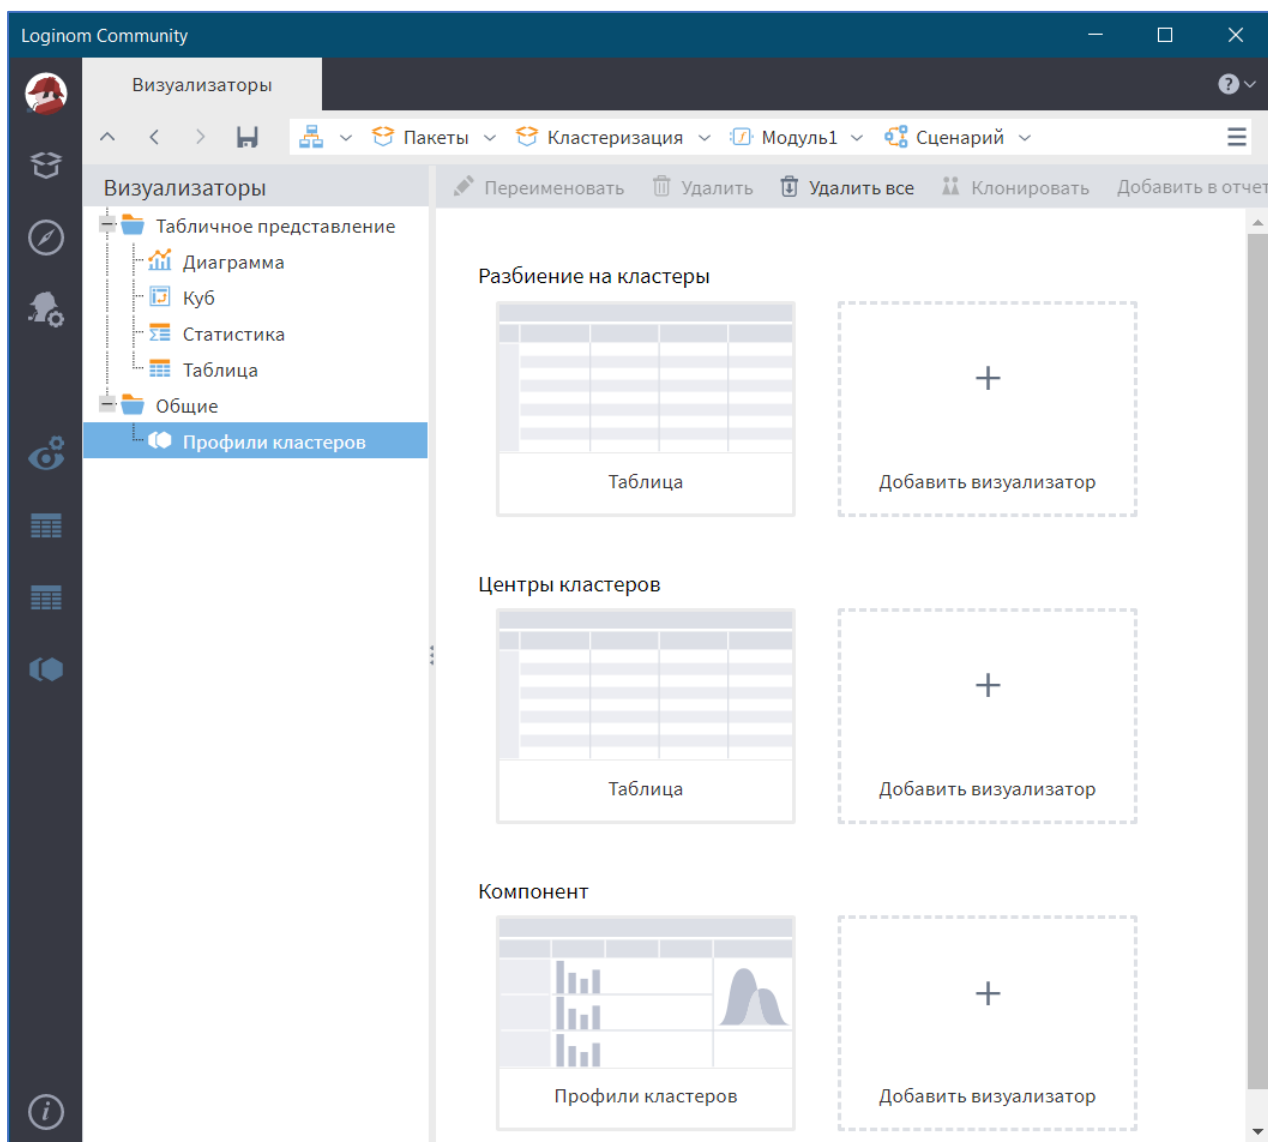 Loginom Community
Визуализаторы
Пакеты
Кластеризация
Модуль1
Сценарий
Визуализаторы
Переименовать
Удалить
Удалить все
Клонировать
Добавить в отчет
Табличное представление
Диаграмма
Куб
Статистика
Таблица
Общие
Профили кластеров
Разбиение на кластеры
Таблица
Добавить визуализатор
Центры кластеров
Таблица
Добавить визуализатор
Компонент
Профили кластеров
Добавить визуализатор